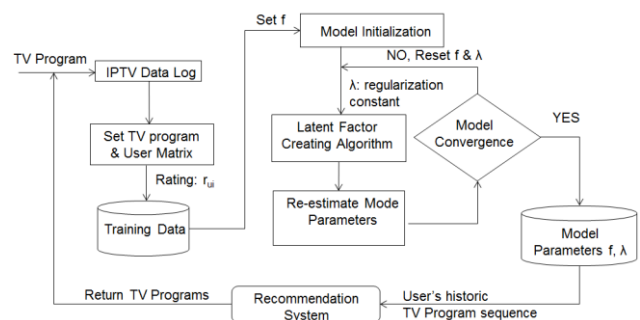 Set f
Model Initialization
TV Program
IPTV Data Log
NO, Reset f & λ
λ: regularization
constant
YES
Set TV program
& User Matrix
Latent Factor
Creating Algorithm
Model
Convergence
Rating: rui
Training Data
Re-estimate Mode
Parameters
Model
Parameters f, λ
Return TV Programs
Recommendation
System
User's historic
TV Program sequence